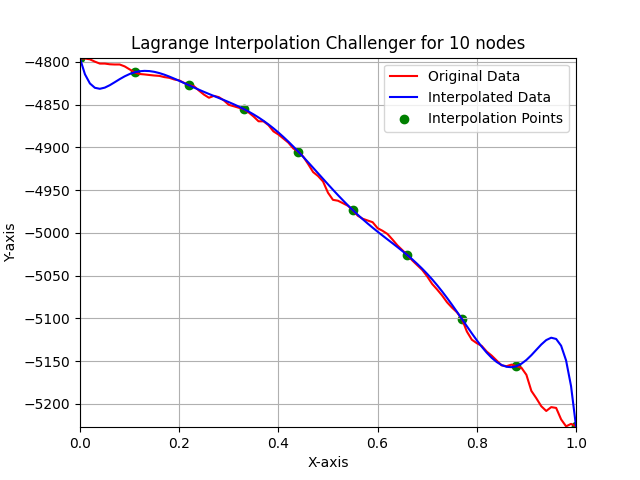 Lagrange Interpolation Challenger for 10 nodes
Original Data
Interpolated Data
Interpolation Points
Y-axis
−4800
−4850
−4900
−4950
−5000
−5050
−5100
−5150
−5200
0.0 0.2 0.4 0.6 0.8 1.0
X-axis